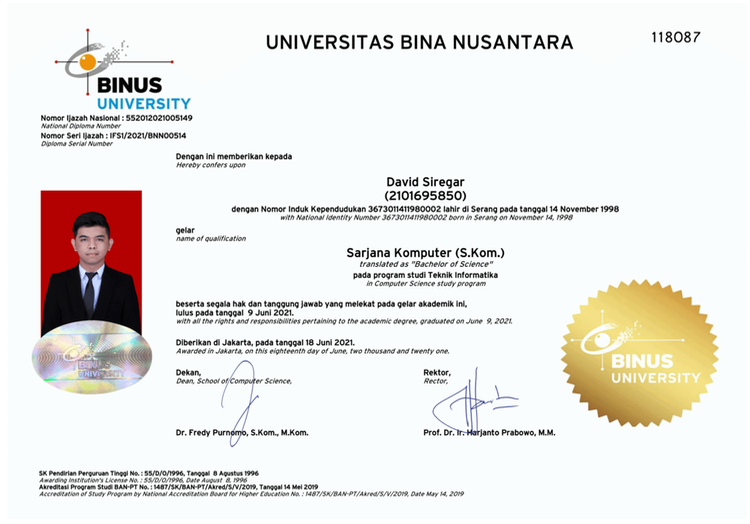 UNIVERSITAS BINA NUSANTARA
118087
BINUS
UNIVERSITY
Nomor Ijazah Nasional : 552012021005149
National Diploma Number
Nomor Seri Ijazah : IFS1/2021/BNN00514
Diploma Serial Number
Dengan ini memberikan kepada
Hereby confers upon
David Siregar
(2101695850)
dengan Nomor Induk Kependudukan 3673011411980002 lahir di Serang pada tanggal 14 November 1998
with National Identity Number 3673011411980002 born in Serang on November 14, 1998
gelar
name of qualification
Sarjana Komputer (S.Kom.)
translated as "Bachelor of Science"
pada program studi Teknik Informatika
in Computer Science study program
beserta segala hak dan tanggung jawab yang melekat pada gelar akademik ini,
lulus pada tanggal 9 Juni 2021.
with all the rights and responsibilities pertaining to the academic degree, graduated on June 9, 2021.
Diberikan di Jakarta, pada tanggal 18 Juni 2021.
Awarded in Jakarta, on this eighteenth day of June, two thousand and twenty one.
Dekan,
Dean, School of Computer Science,
Rektor,
Rector,
Dr. Fredy Purnomo, S.Kom., M.Kom.
Prof. Dr. Ir. Harjanto Prabowo, M.M.
BINUS
UNIVERSITY
BINUS
UNIVERSITY
SK Pendirian Perguruan Tinggi No. : 55/D/O/1996, Tanggal 8 Agustus 1996
Awarding Institution's License No. : 55/D/O/1996, Date August 8, 1996
Akreditasi Program Studi BAN-PT No. : 1487/SK/BAN-PT/Akred/S/V/2019, Tanggal 14 Mei 2019
Accreditation of Study Program by National Accreditation Board for Higher Education No. : 1487/SK/BAN-PT/Akred/S/V/2019, Date May 14, 2019